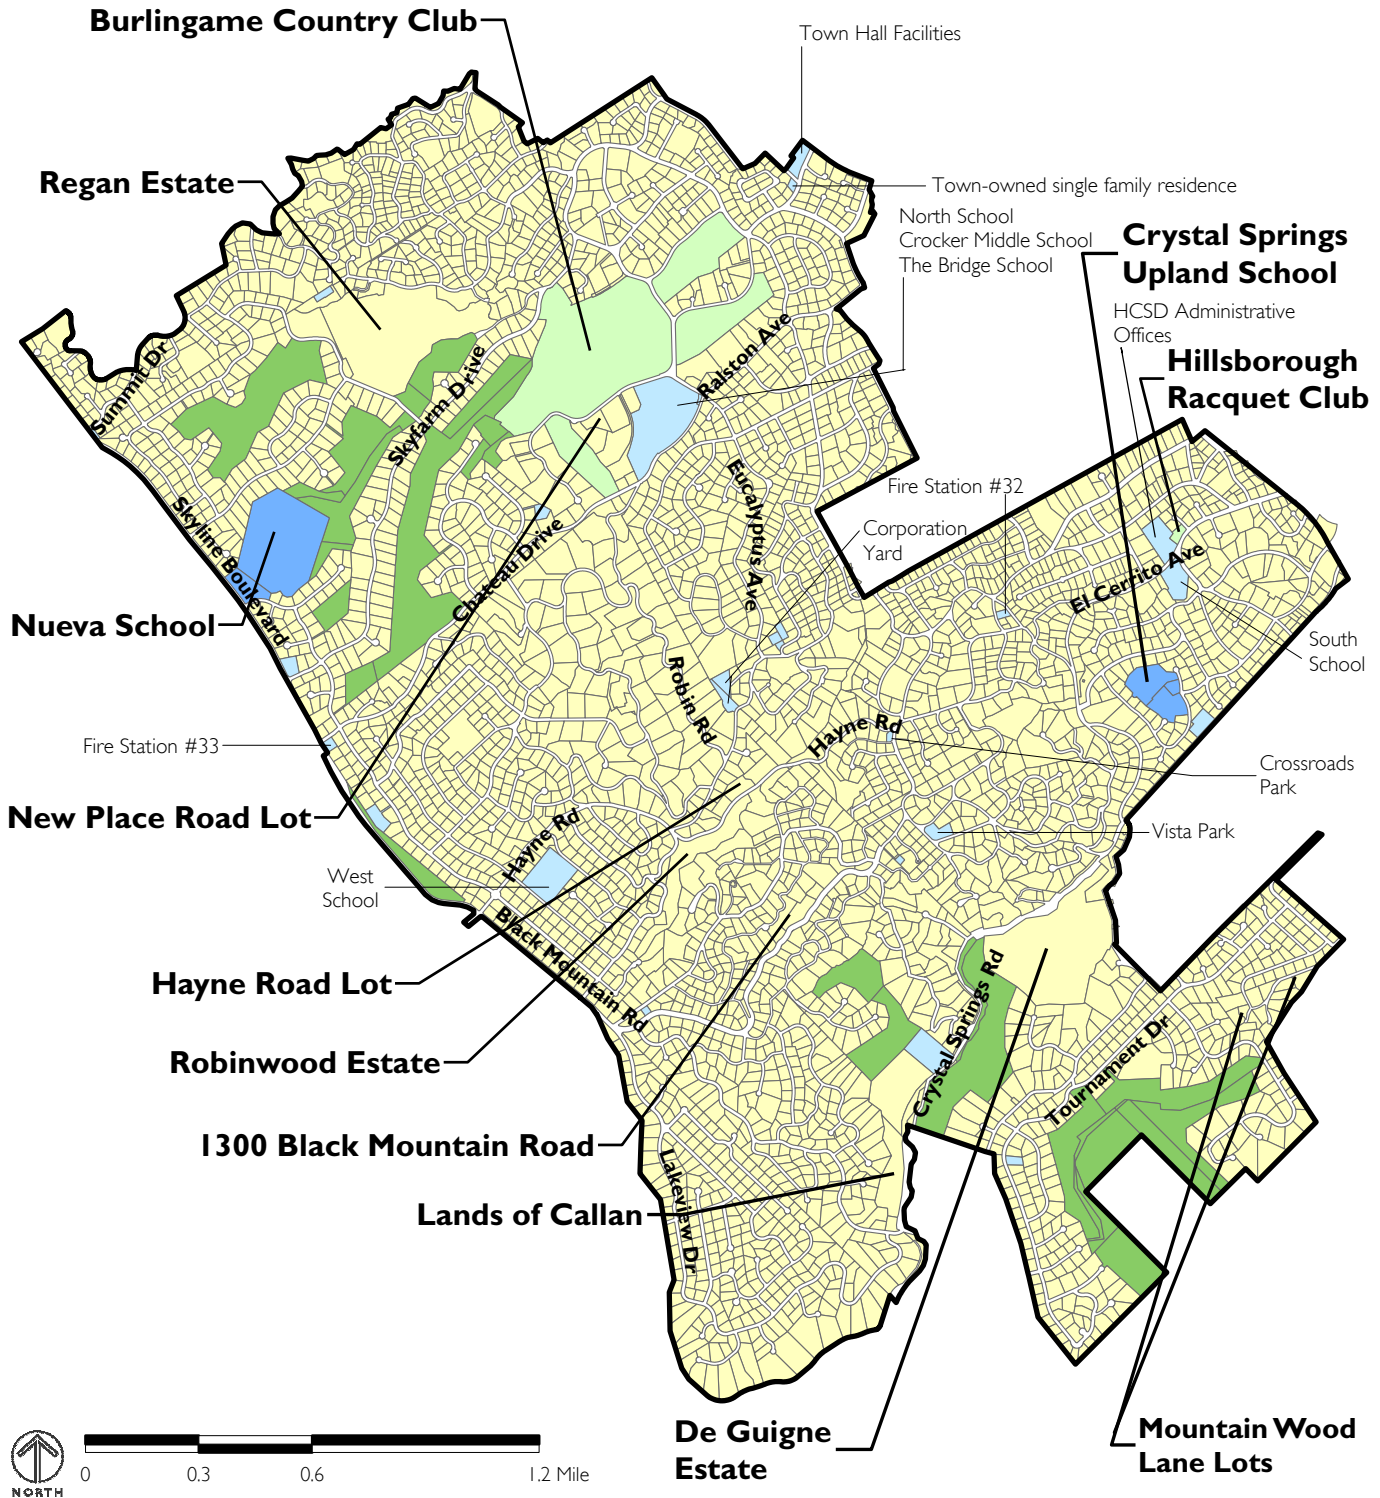 Burlingame Country Club
Town Hall Facilities
Regan Estate
Town-owned single family residence
North School
Crocker Middle School
The Bridge School
Crystal Springs
Upland School
HCSD Administrative
Offices
Hillsborough
Racquet Club
Summit Dr
Skyfarm Drive
Ralston Ave
Eucalyptus Ave
Fire Station #32
Corporation
Yard
Skyline Boulevard
Chateau Drive
El Cerrito Ave
Nueva School
South
School
Robin Rd
Hayne Rd
Fire Station #33
Crossroads
Park
New Place Road Lot
Hayne Rd
Vista Park
West
School
Black Mountain Rd
Hayne Road Lot
Crystal Springs Rd
Tournament Dr
Robinwood Estate
1300 Black Mountain Road
Lakeview Dr
Lands of Callan
De Guigne
Estate
Mountain Wood
Lane Lots
0 0.3 0.6 1.2 Mile
NORTH